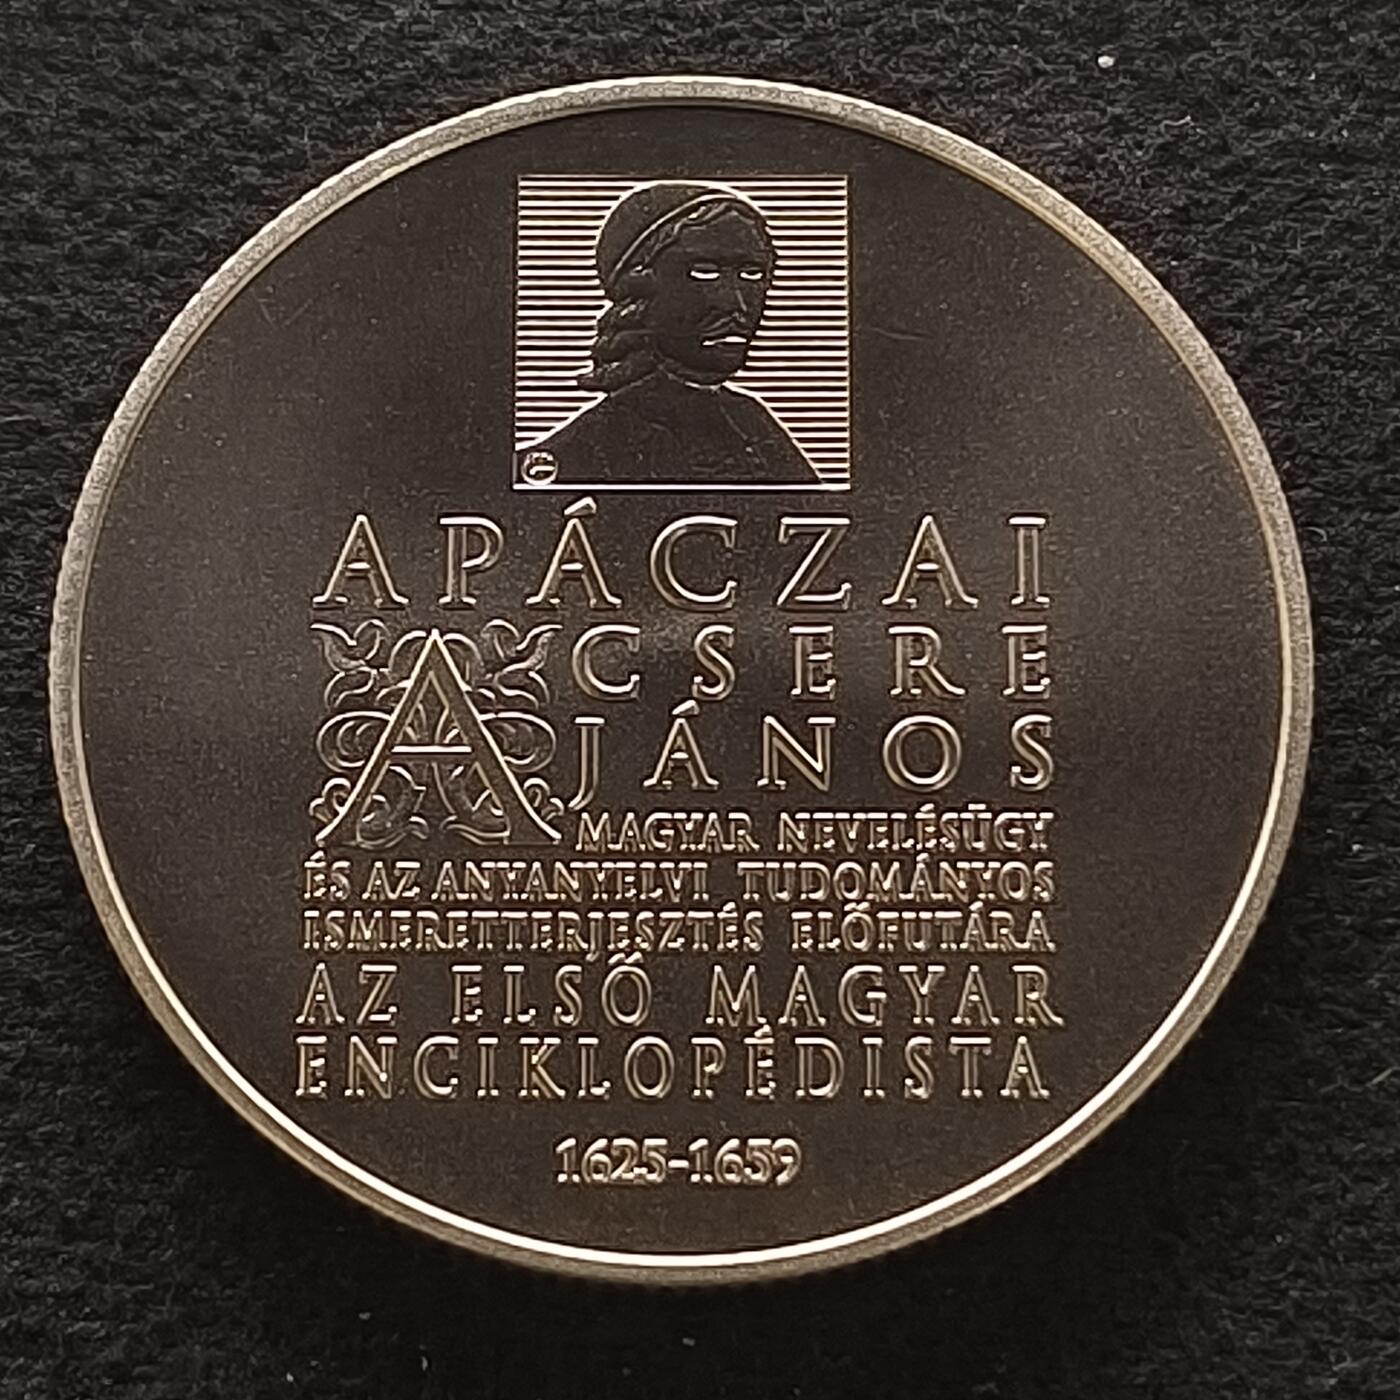 APÁCZAI
A CSERE
JÁNOS
MAGYAR NEVELÉSÜGY
ÉS AZ ANYANYELVI TUDOMÁNYOS
ISMERETTERJESZTÉS ELŐFUTÁRA
AZ ELSŐ MAGYAR
ENCIKLOPÉDISTA
1625-1659